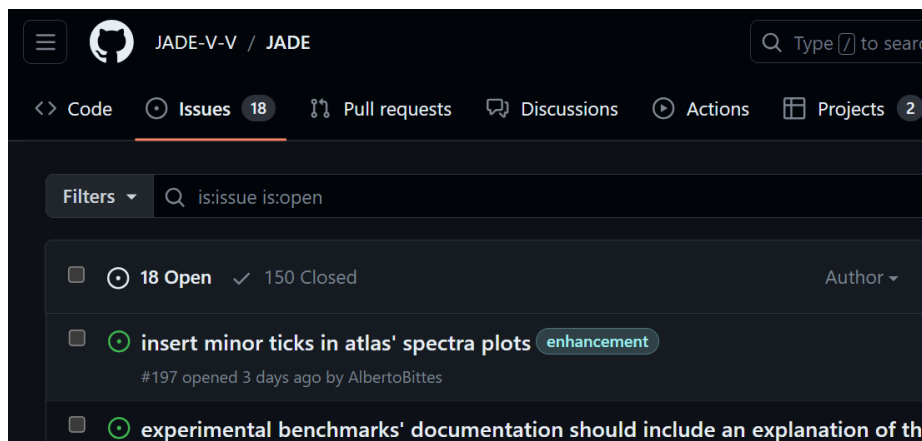 JADE-V-V / JADE
Type / to searc
Code Issues 18 Pull requests Discussions Actions Projects 2
Filters is:issue is:open
18 Open 150 Closed Author
insert minor ticks in atlas' spectra plots enhancement
#197 opened 3 days ago by AlbertoBittes
experimental benchmarks' documentation should include an explanation of th